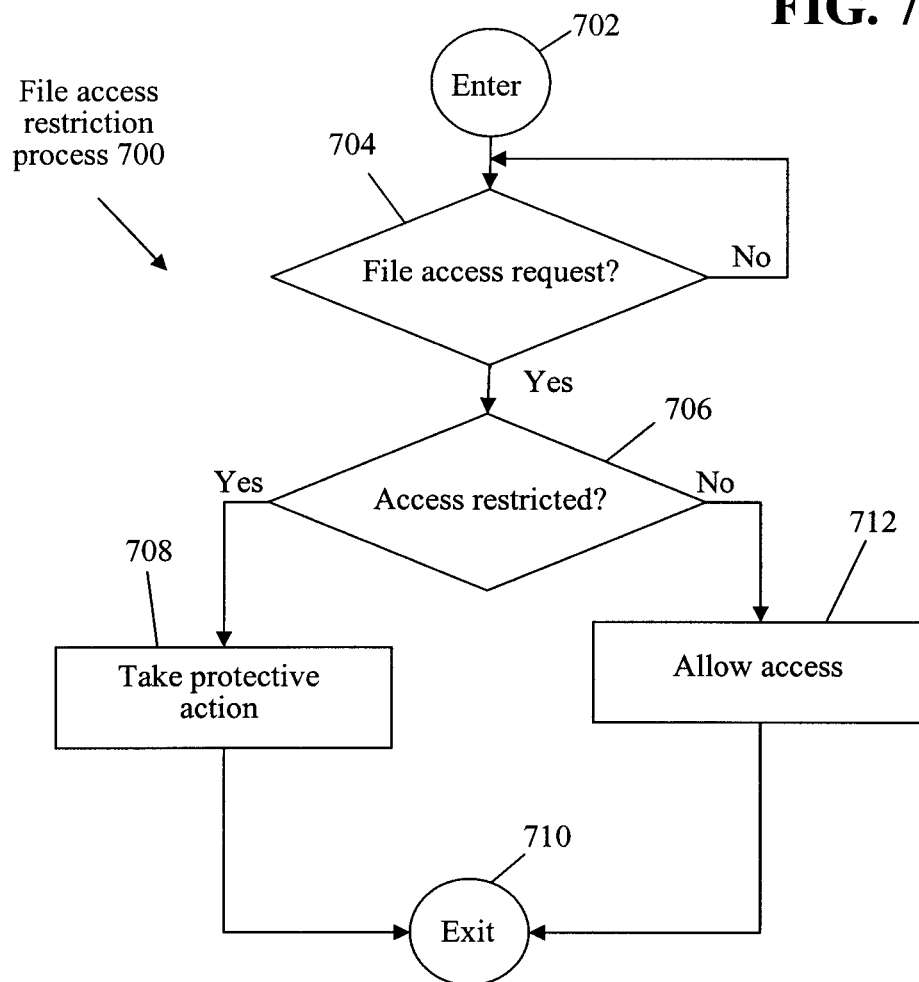 FIG. 7
702
Enter
File access
restriction
process 700
704
File access request?
No
Yes
706
Yes
Access restricted?
No
708
712
Take protective
action
Allow access
710
Exit